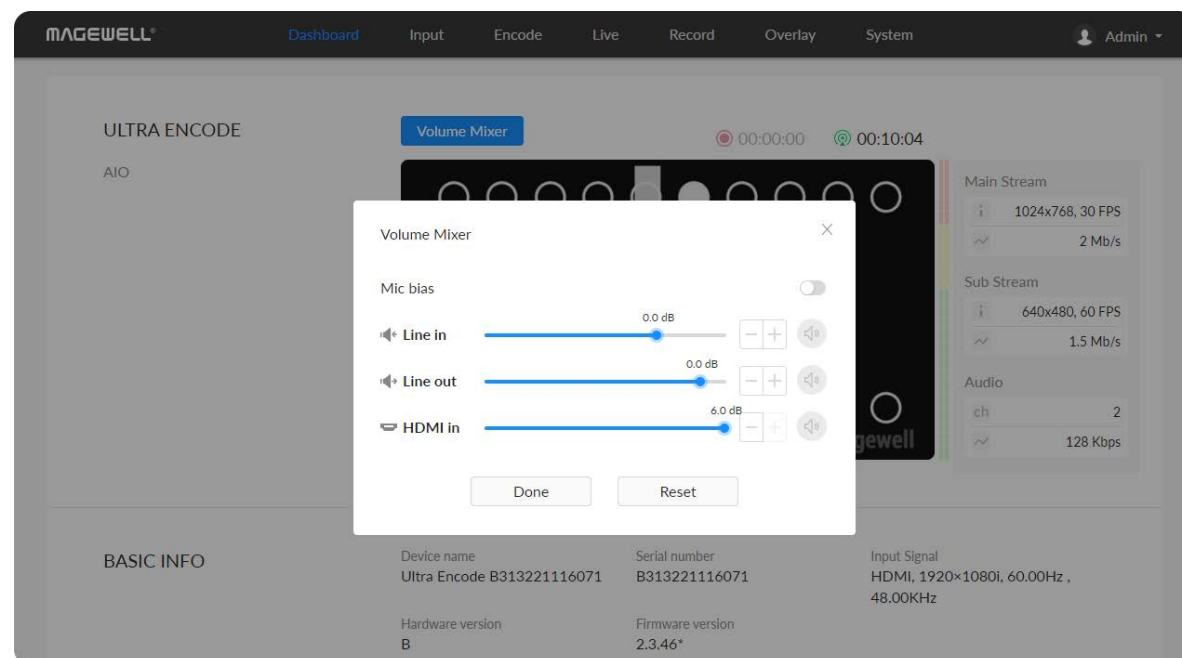 MAGEWELL®
Dashboard Input Encode Live Record Overlay System
Admin
ULTRA ENCODE
AIO
Volume Mixer
00:00:00 00:10:04
Main Stream
1024x768, 30 FPS
2 Mb/s
Sub Stream
640x480, 60 FPS
1.5 Mb/s
Audio
ch 2
128 Kbps
gewell
Volume Mixer
Mic bias
0.0 dB
Line in
0.0 dB
Line out
6.0 dB
HDMI in
Done Reset
BASIC INFO
Device name
Ultra Encode B313221116071
Serial number
B313221116071
Input Signal
HDMI, 1920×1080i, 60.00Hz ,
48.00KHz
Hardware version
B
Firmware version
2.3.46*